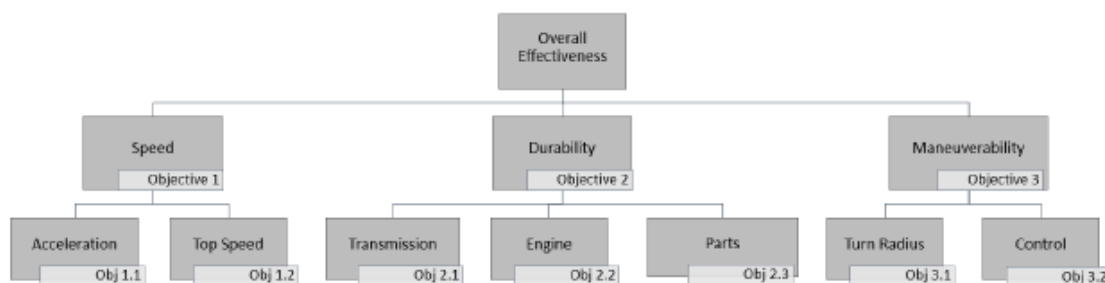 Overall
Effectiveness
Speed
Objective 1
Durability
Objective 2
Maneuverability
Objective 3
Acceleration
Obj 1.1
Top Speed
Obj 1.2
Transmission
Obj 2.1
Engine
Obj 2.2
Parts
Obj 2.3
Turn Radius
Obj 3.1
Control
Obj 3.2